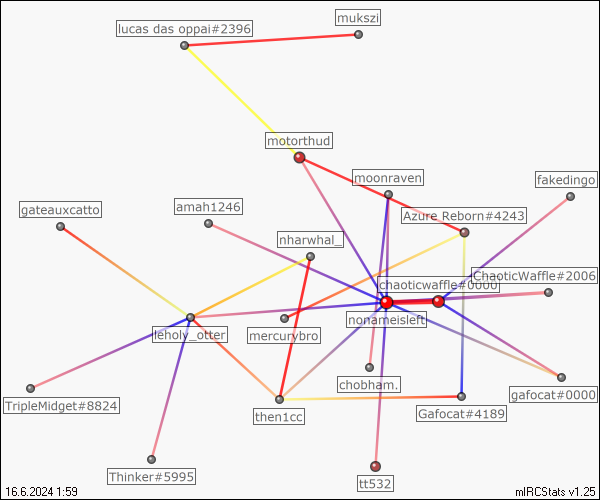 mukszi
lucas das oppai#2396
motorthud
moonraven
fakedingo
gateauxcatto
amah1246
Azure Reborn#4243
nharwhal_
ChaoticWaffle#2006
chaoticwaffle#0000
nonameisleft
leholy_otter
mercurybro
chobham.
gafocat#0000
TripleMidget#8824
then1cc
Gafocat#4189
Thinker#5995
tt532
16.6.2024 1:59
mIRCStats v1.25